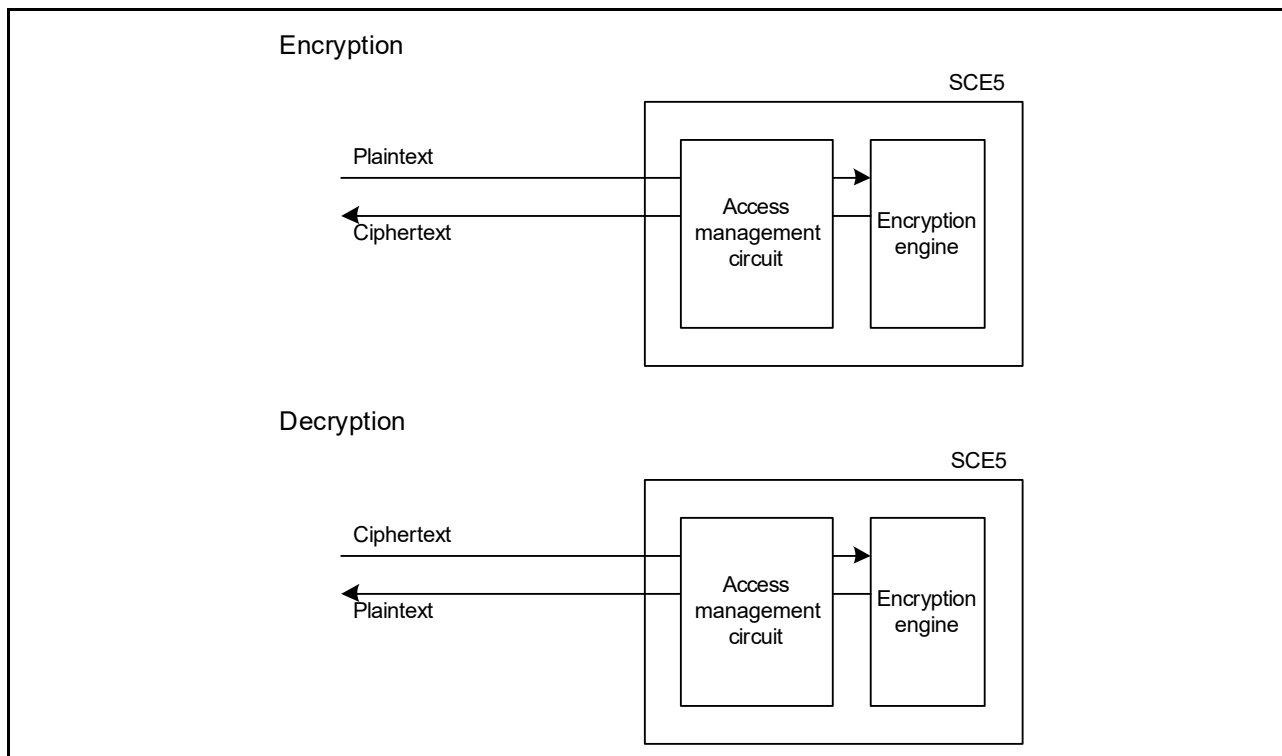 Encryption
SCE5
Plaintext
Ciphertext
Access
management
circuit
Encryption
engine
Decryption
SCE5
Ciphertext
Plaintext
Access
management
circuit
Encryption
engine